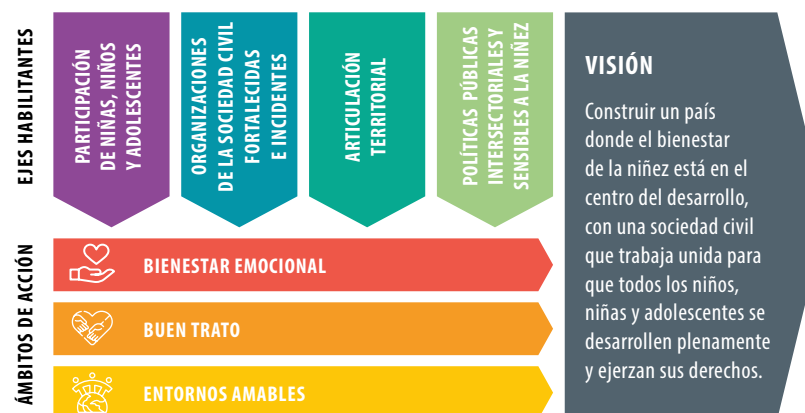 EJES HABILITANTES
PARTICIPACIÓN
DE NIÑAS, NIÑOS
Y ADOLESCENTES
ORGANIZACIONES
DE LA SOCIEDAD CIVIL
FORTALECIDAS
E INCIDENTES
ARTICULACIÓN
TERRITORIAL
POLÍTICAS PÚBLICAS
INTERSECTORIALES Y
SENSIBLES A LA NIÑEZ
ÁMBITOS DE ACCIÓN
BIENESTAR EMOCIONAL
BUEN TRATO
ENTORNOS AMABLES
VISIÓN
Construir un país
donde el bienestar
de la niñez está en el
centro del desarrollo,
con una sociedad civil
que trabaja unida para
que todos los niños,
niñas y adolescentes se
desarrollen plenamente
y ejerzan sus derechos.